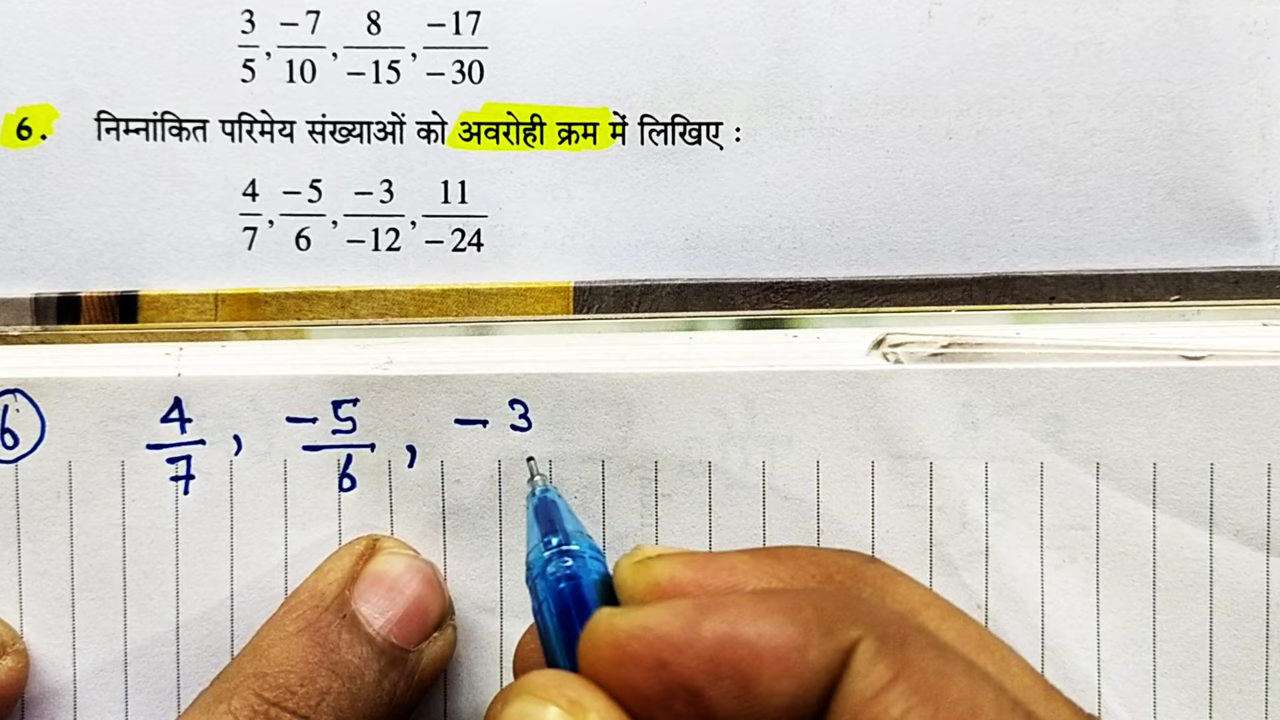 3/5, -7/10, 8/-15, -17/-30
6. निम्नांकित परिमेय संख्याओं को अवरोही क्रम में लिखिए :
4/7, -5/6, -3/-12, 11/-24
6 4/7, -5/6, -3